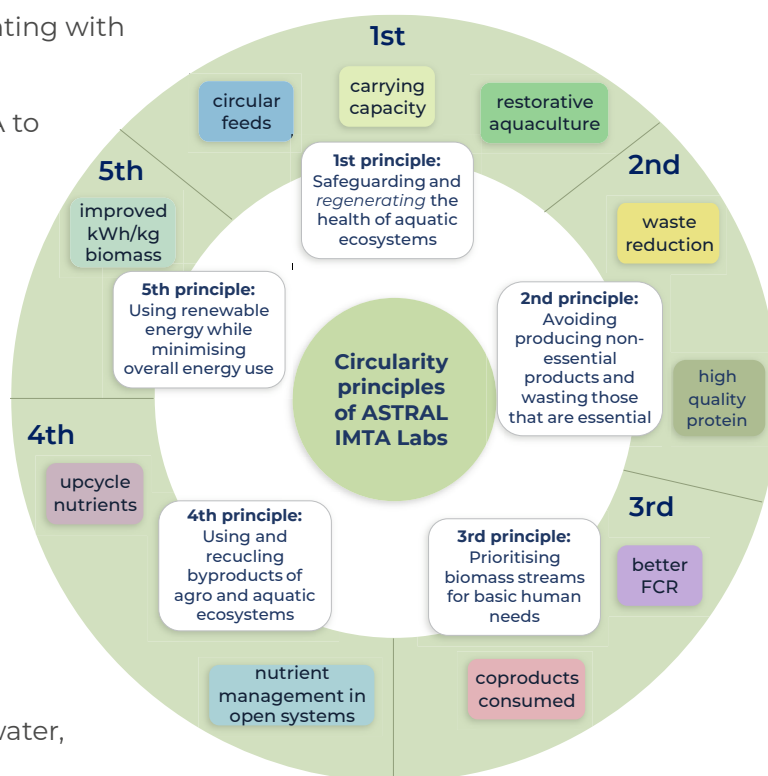 ating with
A to
1st
circular
feeds
carrying
capacity
restorative
aquaculture
1st principle:
Safeguarding and
regenerating the
health of aquatic
ecosystems
2nd
waste
reduction
2nd principle:
Avoiding
producing non-
essential
products and
wasting those
that are essential
high
quality
protein
3rd
better
FCR
3rd principle:
Prioritising
biomass streams
for basic human
needs
coproducts
consumed
4th
upcycle
nutrients
4th principle:
Using and
recucling
byproducts of
agro and aquatic
ecosystems
nutrient
management in
open systems
5th
improved
kWh/kg
biomass
5th principle:
Using renewable
energy while
minimising
overall energy use
Circularity
principles
of ASTRAL
IMTA Labs
water,